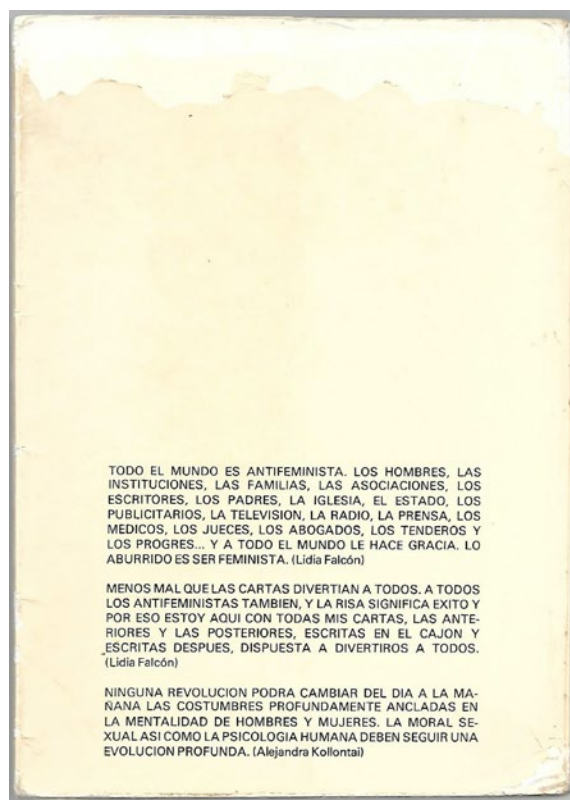 TODO EL MUNDO ES ANTIFEMINISTA. LOS HOMBRES, LAS
INSTITUCIONES, LAS FAMILIAS, LAS ASOCIACIONES, LOS
ESCRITORES, LOS PADRES, LA IGLESIA, EL ESTADO, LOS
PUBLICITARIOS, LA TELEVISION, LA RADIO, LA PRENSA, LOS
MEDICOS, LOS JUECES, LOS ABOGADOS, LOS TENDEROS Y
LOS PROGRES... Y A TODO EL MUNDO LE HACE GRACIA. LO
ABURRIDO ES SER FEMINISTA. (Lidia Falcón)
MENOS MAL QUE LAS CARTAS DIVERTIAN A TODOS. A TODOS
LOS ANTIFEMINISTAS TAMBIEN, Y LA RISA SIGNIFICA EXITO Y
POR ESO ESTOY AQUI CON TODAS MIS CARTAS, LAS ANTE-
RIORES Y LAS POSTERIORES, ESCRITAS EN EL CAJON Y
ESCRITAS DESPUES, DISPUESTA A DIVERTIROS A TODOS.
(Lidia Falcón)
NINGUNA REVOLUCION PODRA CAMBIAR DEL DIA A LA MA-
ÑANA LAS COSTUMBRES PROFUNDAMENTE ANCLADAS EN
LA MENTALIDAD DE HOMBRES Y MUJERES. LA MORAL SE-
XUAL ASI COMO LA PSICOLOGIA HUMANA DEBEN SEGUIR UNA
EVOLUCION PROFUNDA. (Alejandra Kollontai)